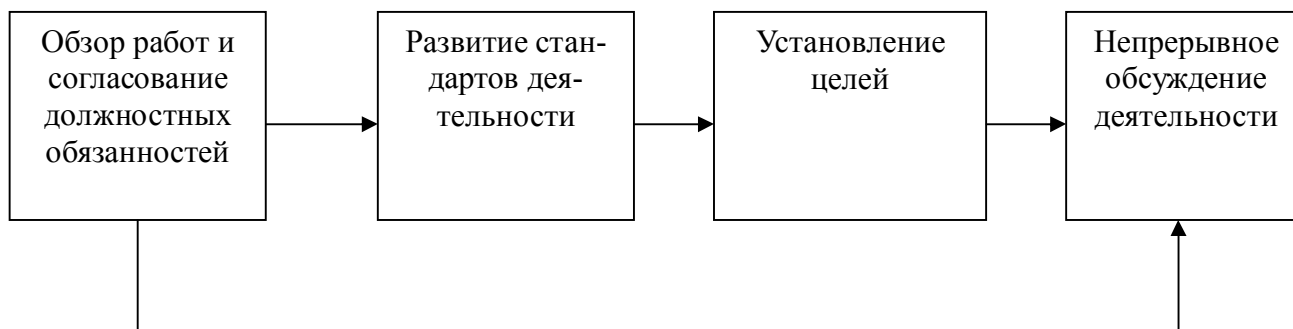 Обзор работ и
согласование
должностных
обязанностей
Развитие стан-
дартов дея-
тельности
Установление
целей
Непрерывное
обсуждение
деятельности